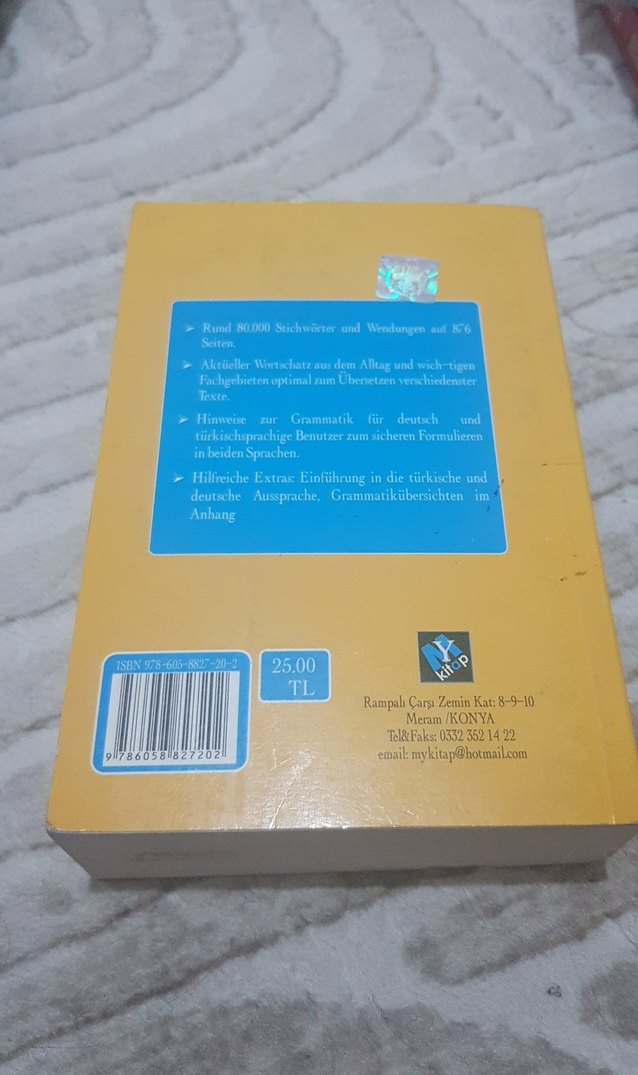 ➢ Rund 80.000 Stichwörter und Wendungen auf 876
Seiten.
➢ Aktüeller Wortschatz aus dem Alltag und wich-tigen
Fachgebieten optimal zum Übersetzen verschiedenster
Texte.
➢ Hinweise zur Grammatik für deutsch und
türkischsprachige Benutzer zum sicheren Formulieren
in beiden Sprachen.
➢ Hilfreiche Extras: Einführung in die türkische und
deutsche Aussprache, Grammatikübersichten im
Anhang
ISBN 978-605-8827-20-2
9 786058 827202
25.00
TL
MY
kitap
Rampalı Çarşı Zemin Kat: 8-9-10
Meram /KONYA
Tel&Faks: 0332 352 14 22
email: mykitap@hotmail.com